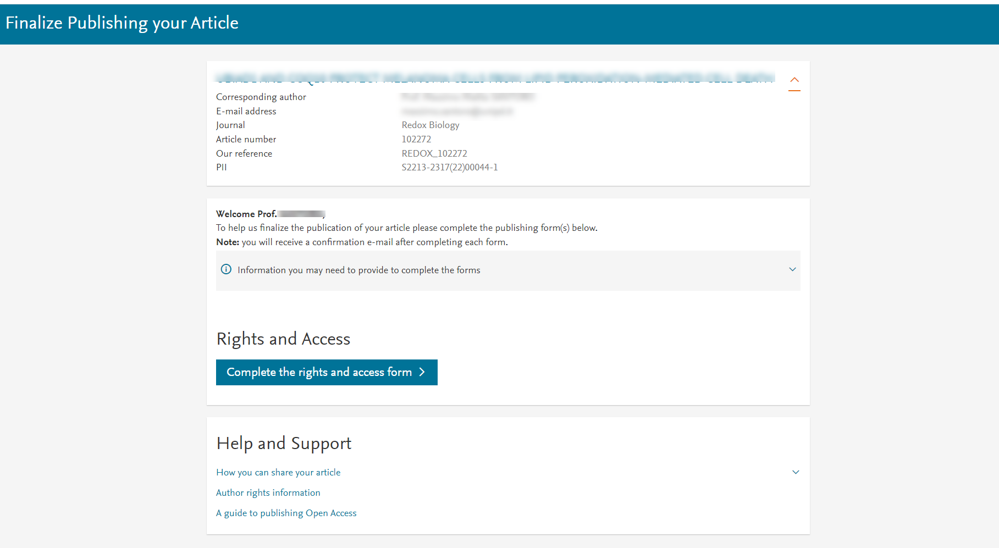 Finalize Publishing your Article
Corresponding author
E-mail address
Journal Redox Biology
Article number 102272
Our reference REDOX_102272
PII S2213-2317(22)00044-1
Welcome Prof.
To help us finalize the publication of your article please complete the publishing form(s) below.
Note: you will receive a confirmation e-mail after completing each form.
Information you may need to provide to complete the forms
Rights and Access
Complete the rights and access form
Help and Support
How you can share your article
Author rights information
A guide to publishing Open Access